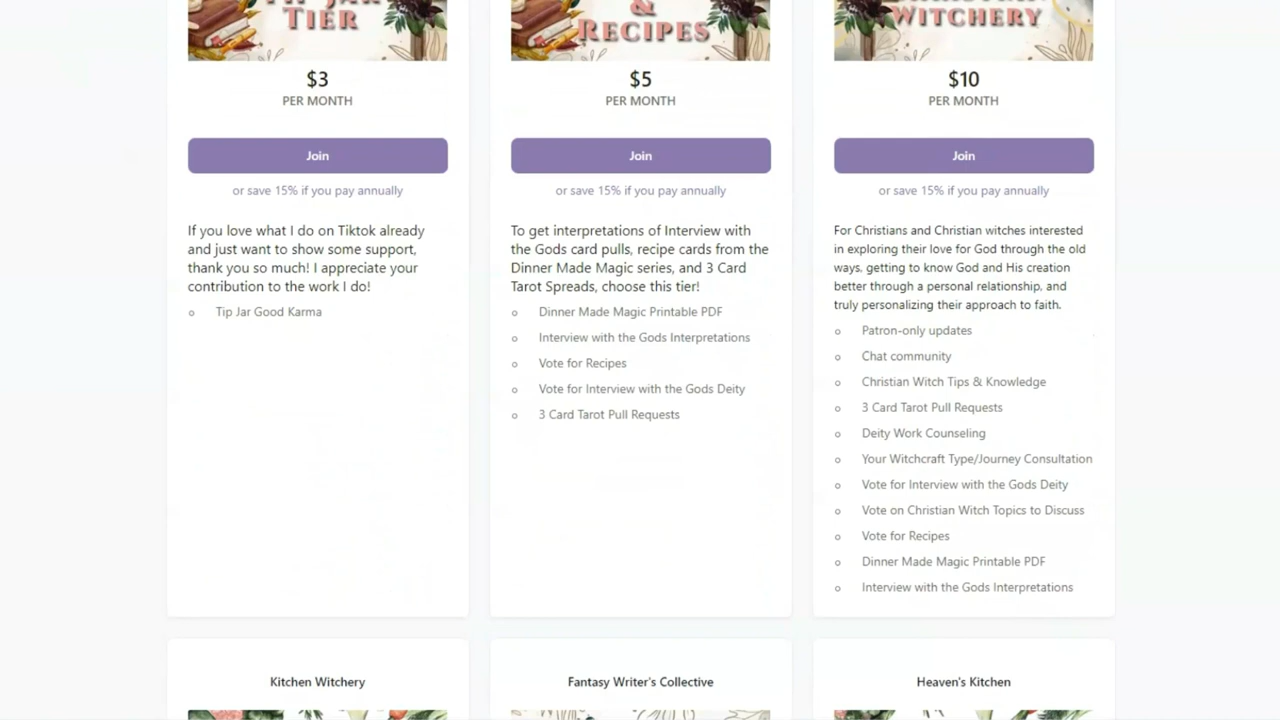 TIP JAR
TIER
$3
PER MONTH
Join
or save 15% if you pay annually
If you love what I do on Tiktok already
and just want to show some support,
thank you so much! I appreciate your
contribution to the work I do!
Tip Jar Good Karma
&
RECIPES
$5
PER MONTH
Join
or save 15% if you pay annually
To get interpretations of Interview with
the Gods card pulls, recipe cards from the
Dinner Made Magic series, and 3 Card
Tarot Spreads, choose this tier!
Dinner Made Magic Printable PDF
Interview with the Gods Interpretations
Vote for Recipes
Vote for Interview with the Gods Deity
3 Card Tarot Pull Requests
CHRISTIAN
WITCHERY
$10
PER MONTH
Join
or save 15% if you pay annually
For Christians and Christian witches interested
in exploring their love for God through the old
ways, getting to know God and His creation
better through a personal relationship, and
truly personalizing their approach to faith.
Patron-only updates
Chat community
Christian Witch Tips & Knowledge
3 Card Tarot Pull Requests
Deity Work Counseling
Your Witchcraft Type/Journey Consultation
Vote for Interview with the Gods Deity
Vote on Christian Witch Topics to Discuss
Vote for Recipes
Dinner Made Magic Printable PDF
Interview with the Gods Interpretations
Kitchen Witchery
Fantasy Writer's Collective
Heaven's Kitchen